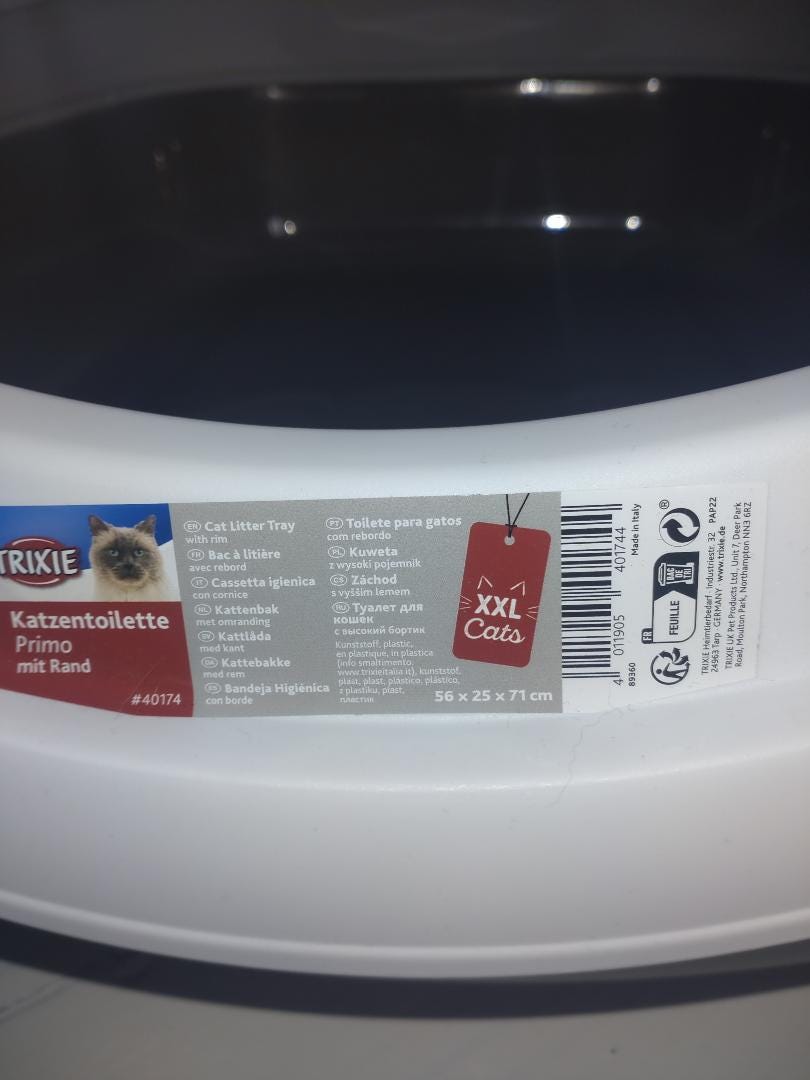 TRIXIE
Katzentoilette
Primo
mit Rand
#40174
EN Cat Litter Tray
with rim
FR Bac à litière
avec rebord
IT Cassetta igienica
con cornice
NL Kattenbak
met omranding
SV Kattlåda
med kant
DA Kattebakke
med rem
ES Bandeja Higiénica
con borde
PT Toilete para gatos
com rebordo
PL Kuweta
z wysoki pojemnik
CS Záchod
s vyšším lemem
RU Туалет для
кошек
с высокий бортик
Kunststoff, plastic,
en plastique, in plastica
(info smaltimento:
www.trixieitalia.it), kunststof,
plast, plast, plástico, plástico,
z plastiku, plast,
пластик
XXL
Cats
56 x 25 x 71 cm
4 011905 401744
89360
Made in Italy
®
FR
FEUILLE
BAC
DE
TRI
TRIXIE Heimtierbedarf · Industriestr. 32
24963 Tarp · GERMANY · www.trixie.de
PAP22
TRIXIE UK Pet Products Ltd., Unit 7, Deer Park
Road, Moulton Park, Northampton NN3 6RZ